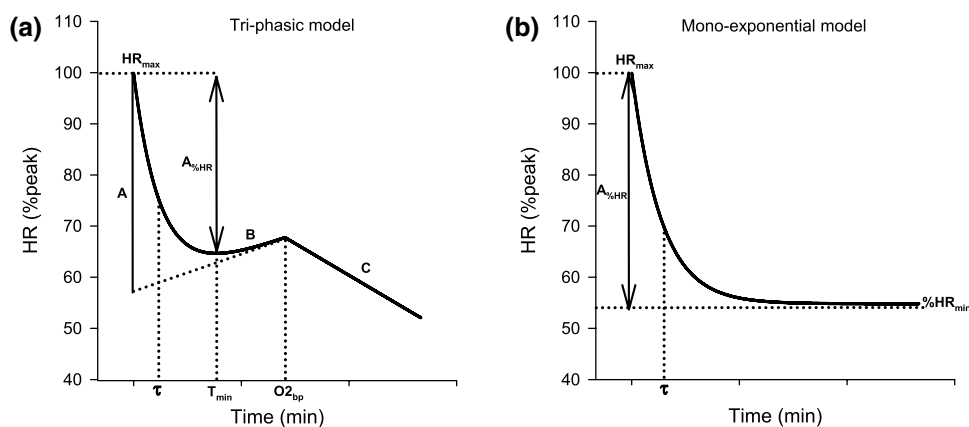 (a)
Tri-phasic model
HR (%peak)
110
100
90
80
70
60
50
40
HRmax
A
A%HR
B
C
τ
Tmin
O2bp
Time (min)
(b)
Mono-exponential model
HR (%peak)
110
100
90
80
70
60
50
40
HRmax
A%HR
%HRmin
τ
Time (min)